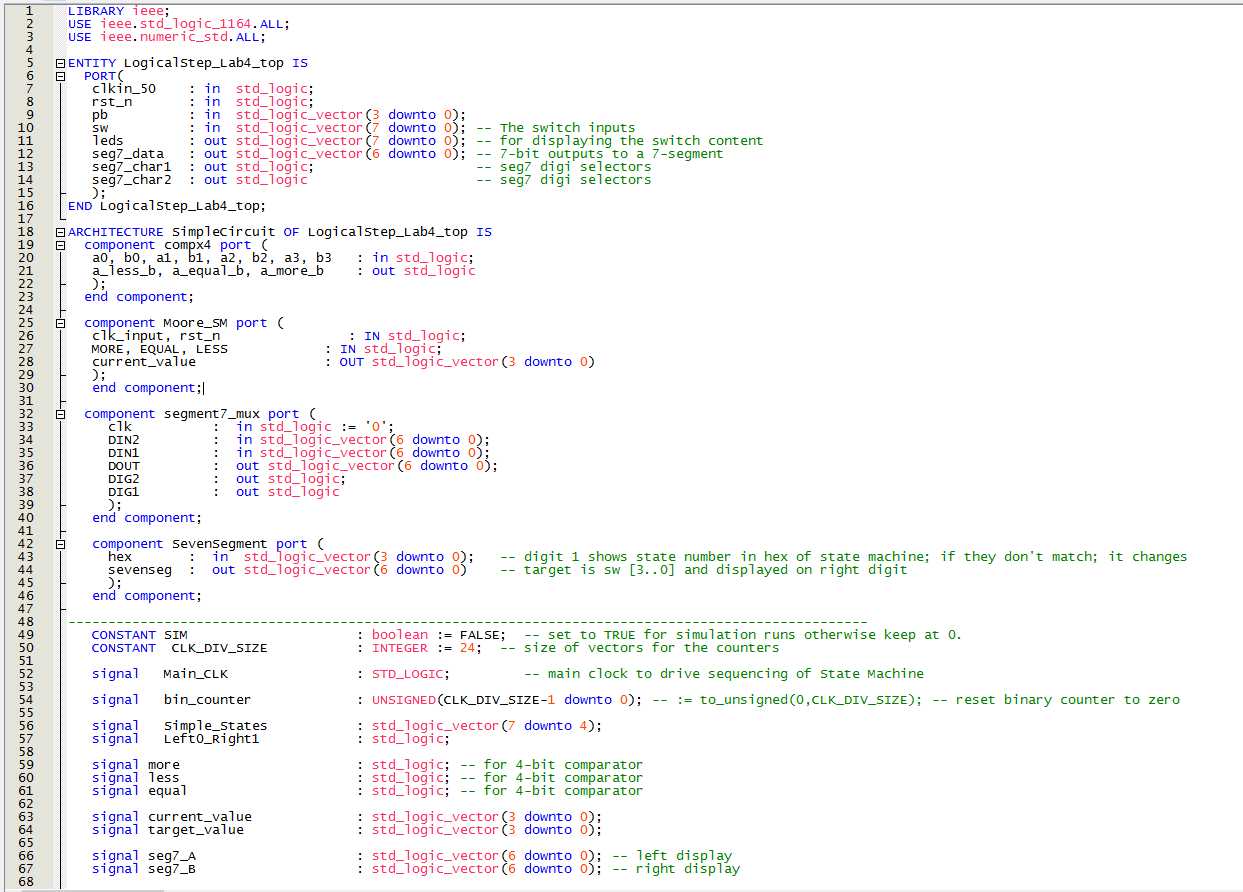 1 LIBRARY ieee;
2 USE ieee.std_logic_1164.ALL;
3 USE ieee.numeric_std.ALL;
4
5 ENTITY LogicalStep_Lab4_top IS
6 PORT(
7 clkin_50 : in std_logic;
8 rst_n : in std_logic;
9 pb : in std_logic_vector(3 downto 0);
10 sw : in std_logic_vector(7 downto 0); -- The switch inputs
11 leds : out std_logic_vector(7 downto 0); -- for displaying the switch content
12 seg7_data : out std_logic_vector(6 downto 0); -- 7-bit outputs to a 7-segment
13 seg7_char1 : out std_logic; -- seg7 digi selectors
14 seg7_char2 : out std_logic -- seg7 digi selectors
15 );
16 END LogicalStep_Lab4_top;
17
18 ARCHITECTURE SimpleCircuit OF LogicalStep_Lab4_top IS
19 component compx4 port (
20 a0, b0, a1, b1, a2, b2, a3, b3 : in std_logic;
21 a_less_b, a_equal_b, a_more_b : out std_logic
22 );
23 end component;
24
25 component Moore_SM port (
26 clk_input, rst_n : IN std_logic;
27 MORE, EQUAL, LESS : IN std_logic;
28 current_value : OUT std_logic_vector(3 downto 0)
29 );
30 end component;
31
32 component segment7_mux port (
33 clk : in std_logic := '0';
34 DIN2 : in std_logic_vector(6 downto 0);
35 DIN1 : in std_logic_vector(6 downto 0);
36 DOUT : out std_logic_vector(6 downto 0);
37 DIG2 : out std_logic;
38 DIG1 : out std_logic
39 );
40 end component;
41
42 component SevenSegment port (
43 hex : in std_logic_vector(3 downto 0); -- digit 1 shows state number in hex of state machine; if they don't match; it changes
44 sevenseg : out std_logic_vector(6 downto 0) -- target is sw [3..0] and displayed on right digit
45 );
46 end component;
47
48 ----------------------------------------------------------------------------------------------------
49 CONSTANT SIM : boolean := FALSE; -- set to TRUE for simulation runs otherwise keep at 0.
50 CONSTANT CLK_DIV_SIZE : INTEGER := 24; -- size of vectors for the counters
51
52 signal Main_CLK : STD_LOGIC; -- main clock to drive sequencing of State Machine
53
54 signal bin_counter : UNSIGNED(CLK_DIV_SIZE-1 downto 0); -- := to_unsigned(0,CLK_DIV_SIZE); -- reset binary counter to zero
55
56 signal Simple_States : std_logic_vector(7 downto 4);
57 signal Left0_Right1 : std_logic;
58
59 signal more : std_logic; -- for 4-bit comparator
60 signal less : std_logic; -- for 4-bit comparator
61 signal equal : std_logic; -- for 4-bit comparator
62
63 signal current_value : std_logic_vector(3 downto 0);
64 signal target_value : std_logic_vector(3 downto 0);
65
66 signal seg7_A : std_logic_vector(6 downto 0); -- left display
67 signal seg7_B : std_logic_vector(6 downto 0); -- right display
68